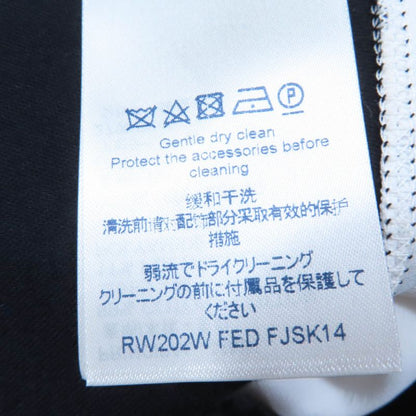 Gentle dry clean
Protect the accessories before
cleaning
缓和干洗
清洗前请对配饰部分采取有效的保护
措施
弱流でドライクリーニング
クリーニングの前に付属品を保護して
ください
RW202W FED FJSK14